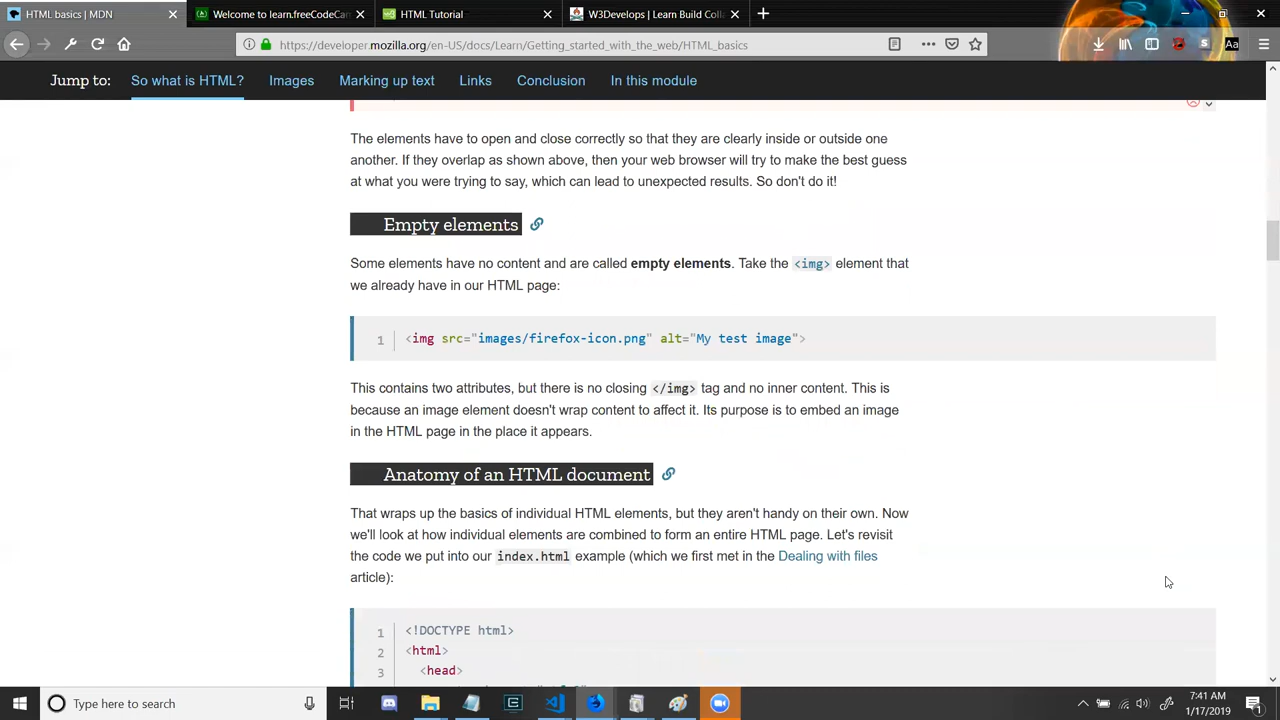 HTML basics | MDN
Welcome to learn.freeCodeCan
HTML Tutorial
W3Develops | Learn Build Colla
https://developer.mozilla.org/en-US/docs/Learn/Getting_started_with_the_web/HTML_basics
Aa
Jump to: So what is HTML? Images Marking up text Links Conclusion In this module
The elements have to open and close correctly so that they are clearly inside or outside one
another. If they overlap as shown above, then your web browser will try to make the best guess
at what you were trying to say, which can lead to unexpected results. So don't do it!
Empty elements
Some elements have no content and are called empty elements. Take the <img> element that
we already have in our HTML page:
1 <img src="images/firefox-icon.png" alt="My test image">
This contains two attributes, but there is no closing </img> tag and no inner content. This is
because an image element doesn't wrap content to affect it. Its purpose is to embed an image
in the HTML page in the place it appears.
Anatomy of an HTML document
That wraps up the basics of individual HTML elements, but they aren't handy on their own. Now
we'll look at how individual elements are combined to form an entire HTML page. Let's revisit
the code we put into our index.html example (which we first met in the Dealing with files
article):
1 <!DOCTYPE html>
2 <html>
3 <head>
Type here to search
7:41 AM
1/17/2019